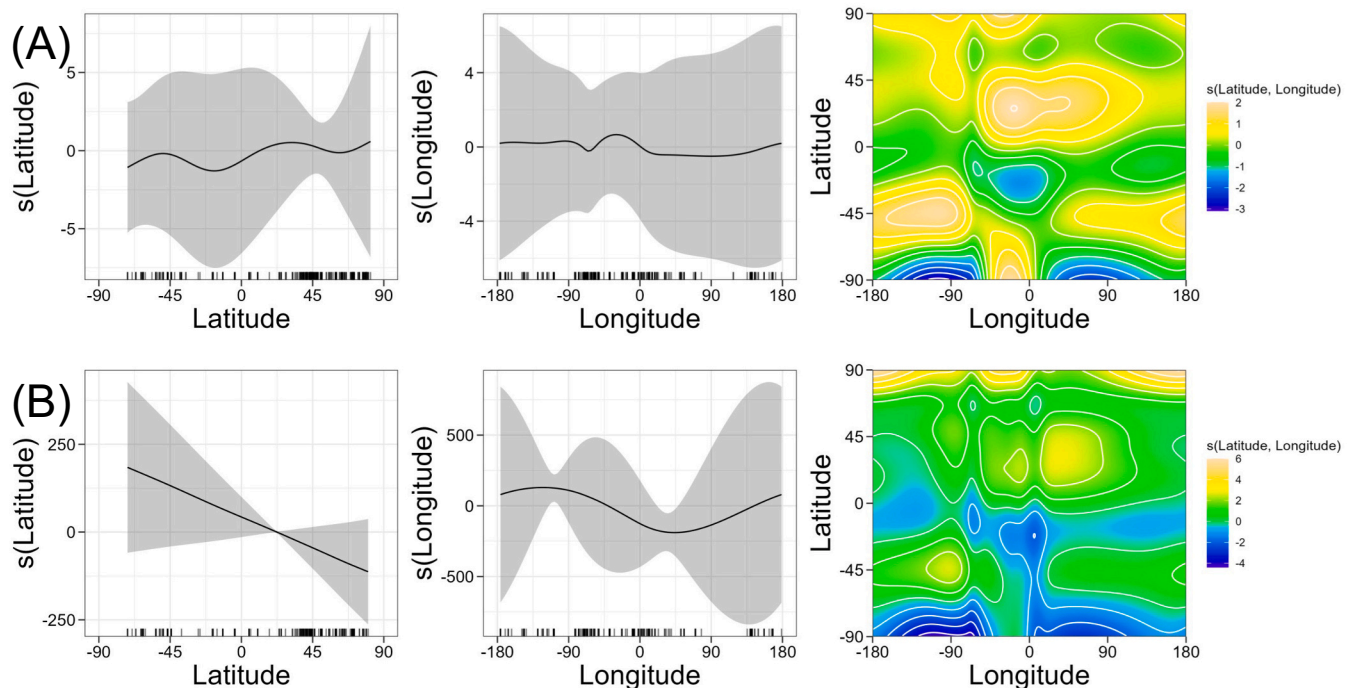 (A)
s(Latitude)
5
0
-5
-90 -45 0 45 90
Latitude
s(Longitude)
4
0
-4
-180 -90 0 90 180
Longitude
Latitude
90
45
0
-45
-90
-180 -90 0 90 180
Longitude
s(Latitude, Longitude)
2
1
0
-1
-2
-3
(B)
s(Latitude)
250
0
-250
-90 -45 0 45 90
Latitude
s(Longitude)
500
0
-500
-180 -90 0 90 180
Longitude
Latitude
90
45
0
-45
-90
-180 -90 0 90 180
Longitude
s(Latitude, Longitude)
6
4
2
0
-2
-4